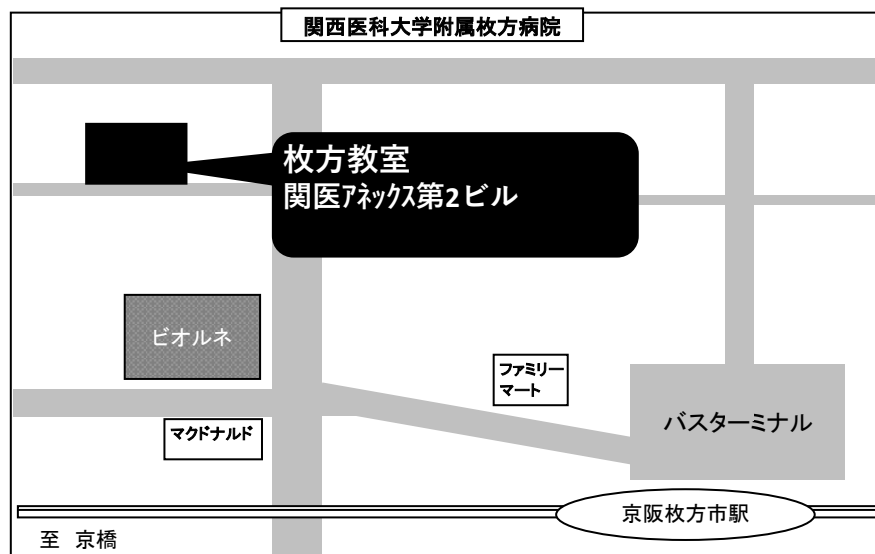 関西医科大学附属枚方病院
枚方教室
関医アネックス第2ビル
ビオルネ
ファミリー
マート
バスターミナル
マクドナルド
京阪枚方市駅
至 京橋